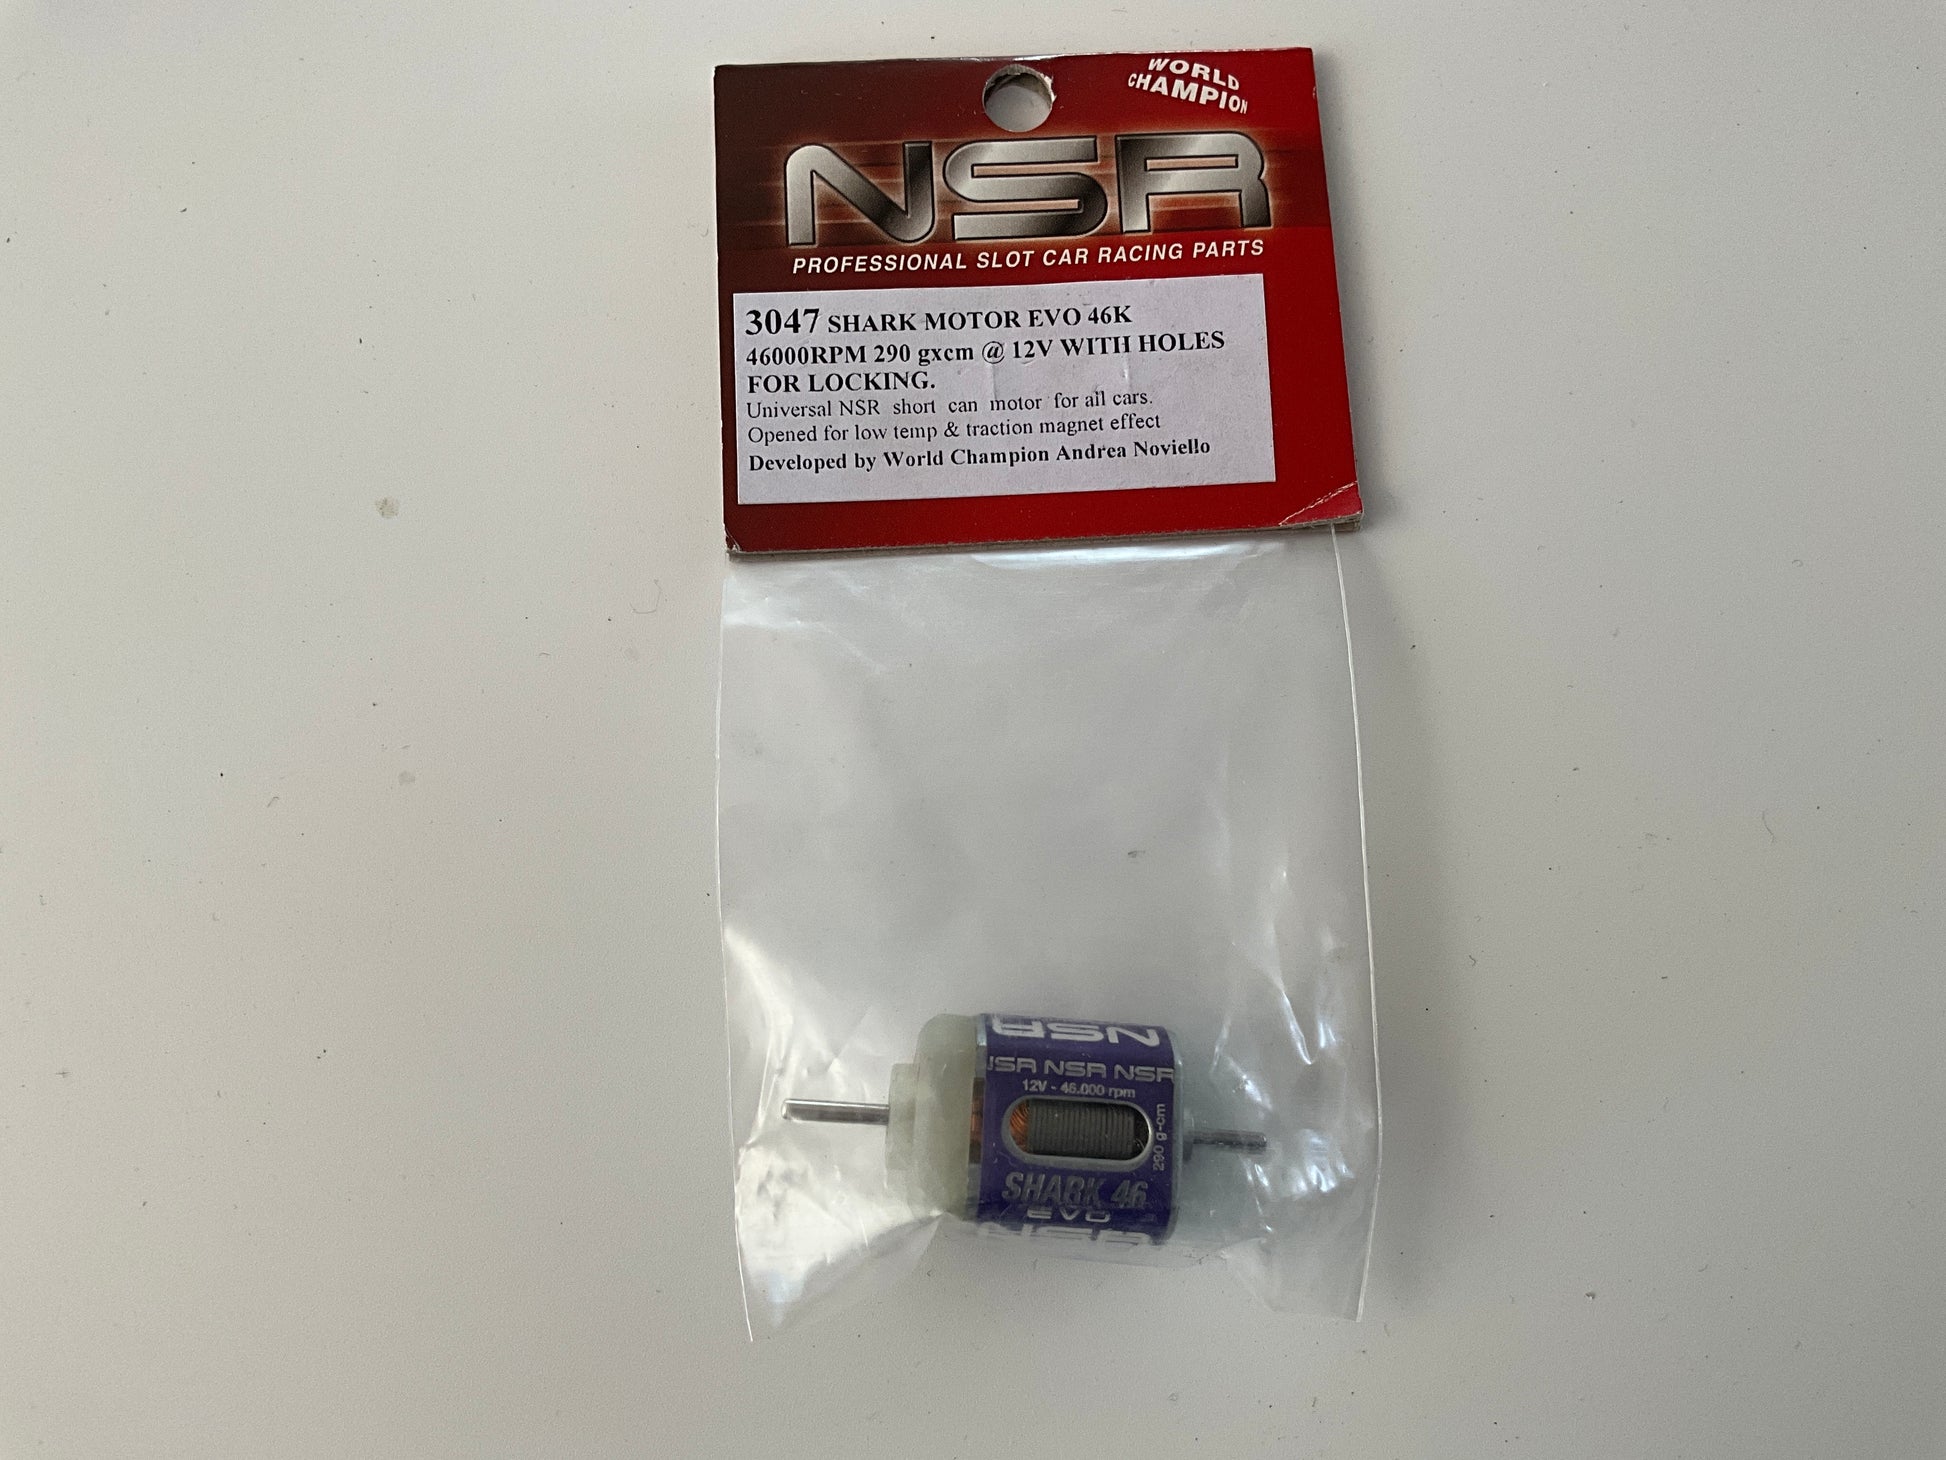 WORLD
CHAMPION
NSR
PROFESSIONAL SLOT CAR RACING PARTS
3047 SHARK MOTOR EVO 46K
46000RPM 290 gxcm @ 12V WITH HOLES
FOR LOCKING.
Universal NSR short can motor for all cars.
Opened for low temp & traction magnet effect
Developed by World Champion Andrea Noviello
NSR
NSR NSR NSR
12V - 46.000 rpm
290 g-cm
SHARK 46
EVO
NSR